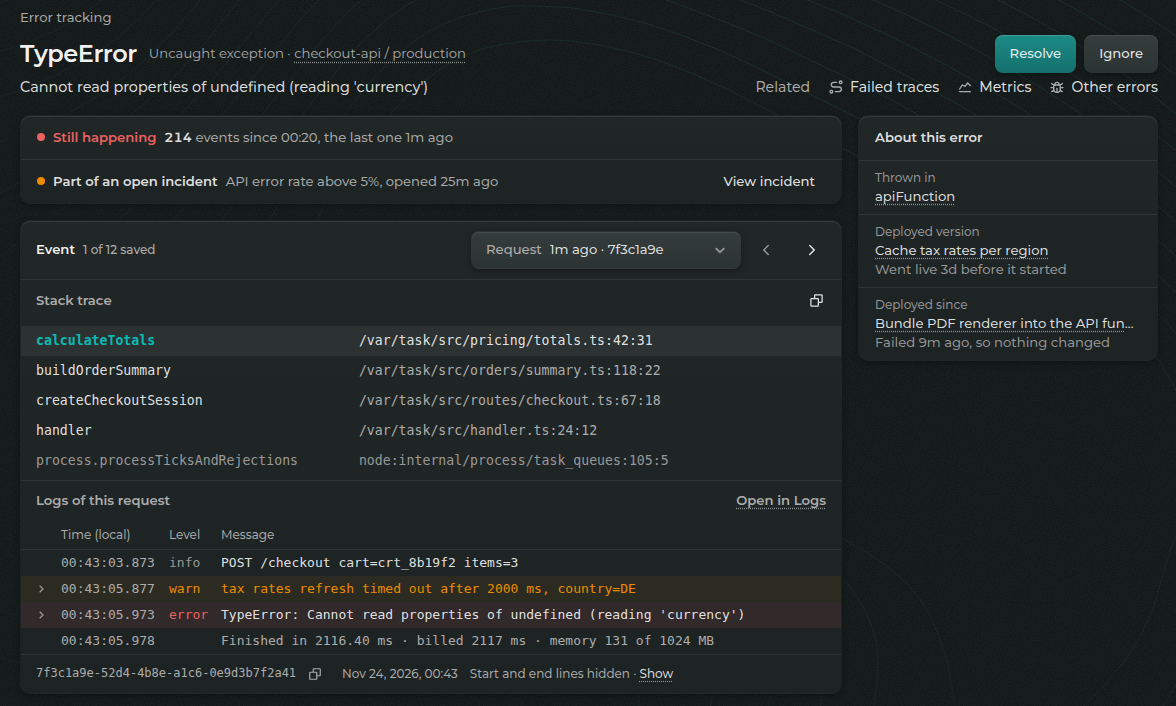 Error tracking
TypeError Uncaught exception · checkout-api / production
Resolve Ignore
Cannot read properties of undefined (reading 'currency')
Related Failed traces Metrics Other errors
Still happening 214 events since 00:20, the last one 1m ago
Part of an open incident API error rate above 5%, opened 25m ago View incident
Event 1 of 12 saved Request 1m ago · 7f3c1a9e
Stack trace
calculateTotals /var/task/src/pricing/totals.ts:42:31
buildOrderSummary /var/task/src/orders/summary.ts:118:22
createCheckoutSession /var/task/src/routes/checkout.ts:67:18
handler /var/task/src/handler.ts:24:12
process.processTicksAndRejections node:internal/process/task_queues:105:5
Logs of this request Open in Logs
Time (local) Level Message
00:43:03.873 info POST /checkout cart=crt_8b19f2 items=3
00:43:05.877 warn tax rates refresh timed out after 2000 ms, country=DE
00:43:05.973 error TypeError: Cannot read properties of undefined (reading 'currency')
00:43:05.978 Finished in 2116.40 ms · billed 2117 ms · memory 131 of 1024 MB
7f3c1a9e-52d4-4b8e-a1c6-0e9d3b7f2a41 Nov 24, 2026, 00:43 Start and end lines hidden · Show
About this error
Thrown in
apiFunction
Deployed version
Cache tax rates per region
Went live 3d before it started
Deployed since
Bundle PDF renderer into the API fun...
Failed 9m ago, so nothing changed